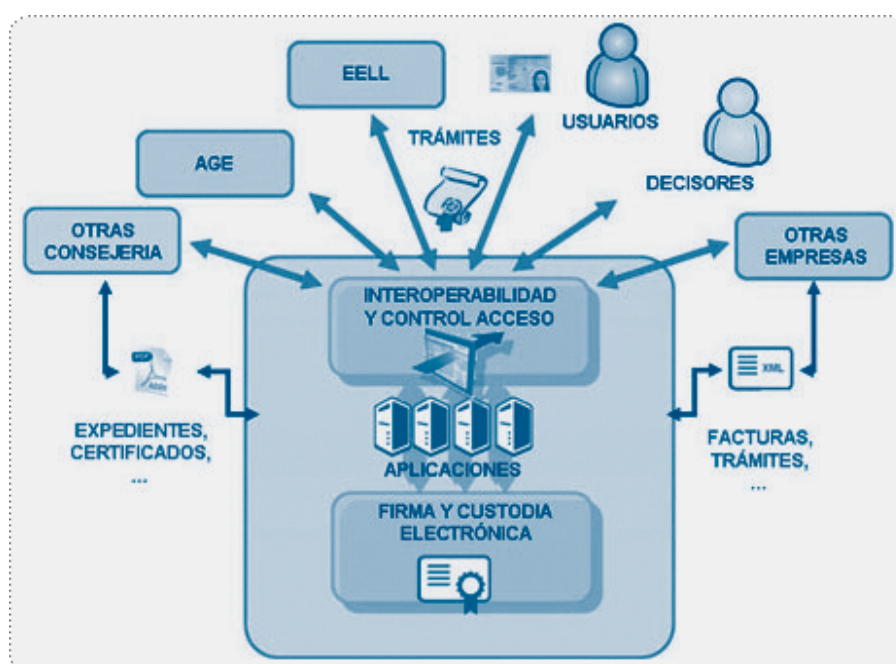 EELL
TRÁMITES
USUARIOS
AGE
DECISORES
OTRAS
CONSEJERIA
OTRAS
EMPRESAS
INTEROPERABILIDAD
Y CONTROL ACCESO
PDF
XML
EXPEDIENTES,
CERTIFICADOS,
...
FACTURAS,
TRÁMITES,
...
APLICACIONES
FIRMA Y CUSTODIA
ELECTRÓNICA